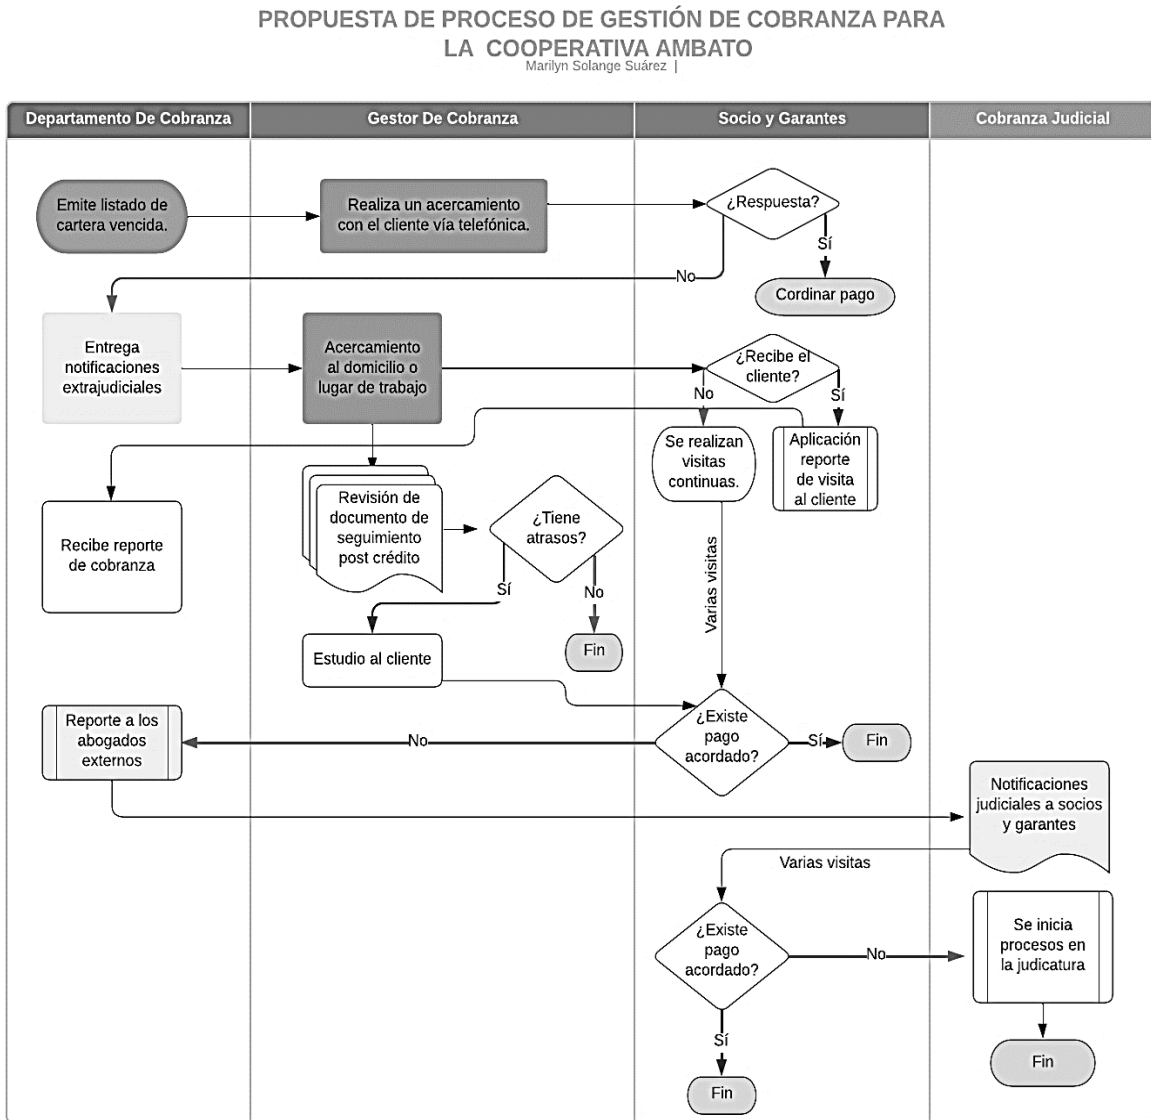 PROPUESTA DE PROCESO DE GESTIÓN DE COBRANZA PARA
LA COOPERATIVA AMBATO
Marilyn Solange Suárez |
Departamento De Cobranza
Gestor De Cobranza
Socio y Garantes
Cobranza Judicial
Emite listado de
cartera vencida.
Realiza un acercamiento
con el cliente vía telefónica.
¿Respuesta?
Sí
No
Cordinar pago
Entrega
notificaciones
extrajudiciales
Acercamiento
al domicilio o
lugar de trabajo
¿Recibe el
cliente?
No
Sí
Se realizan
visitas
continuas.
Aplicación
reporte
de visita
al cliente
Recibe reporte
de cobranza
Revisión de
documento de
seguimiento
post crédito
¿Tiene
atrasos?
Sí
No
Varias visitas
Estudio al cliente
Fin
Reporte a los
abogados
externos
No
¿Existe
pago
acordado?
Sí
Fin
Notificaciones
judiciales a socios
y garantes
Varias visitas
¿Existe
pago
acordado?
No
Se inicia
procesos en
la judicatura
Sí
Fin
Fin